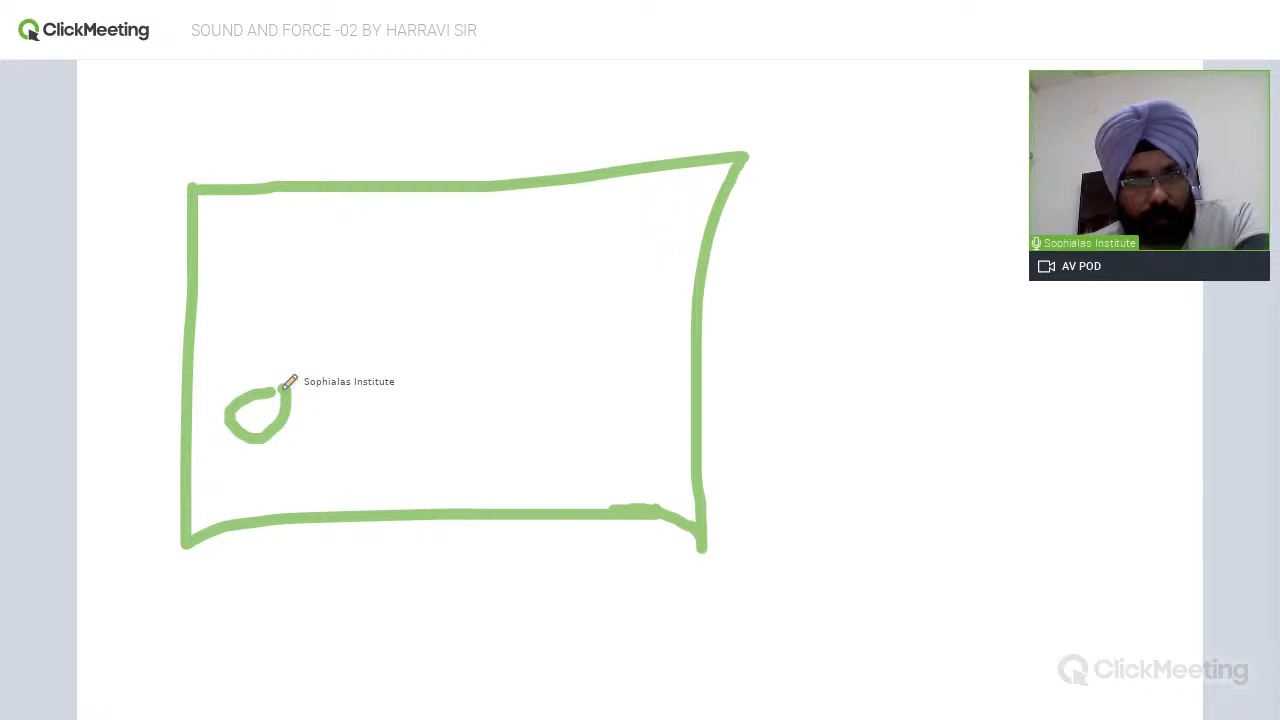 ClickMeeting
SOUND AND FORCE -02 BY HARRAVI SIR
Sophialas Institute
AV POD
Sophialas Institute
ClickMeeting